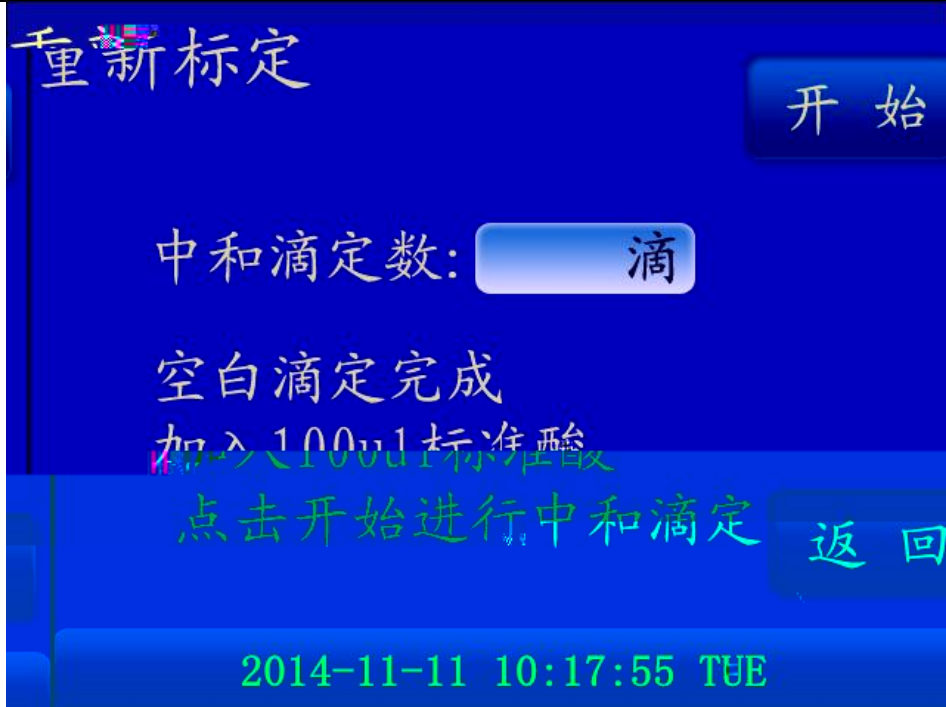 重新标定
开 始
中和滴定数:
滴
空白滴定完成
加入100ul标准酸
点击开始进行中和滴定
返 回
2014-11-11 10:17:55 TUE